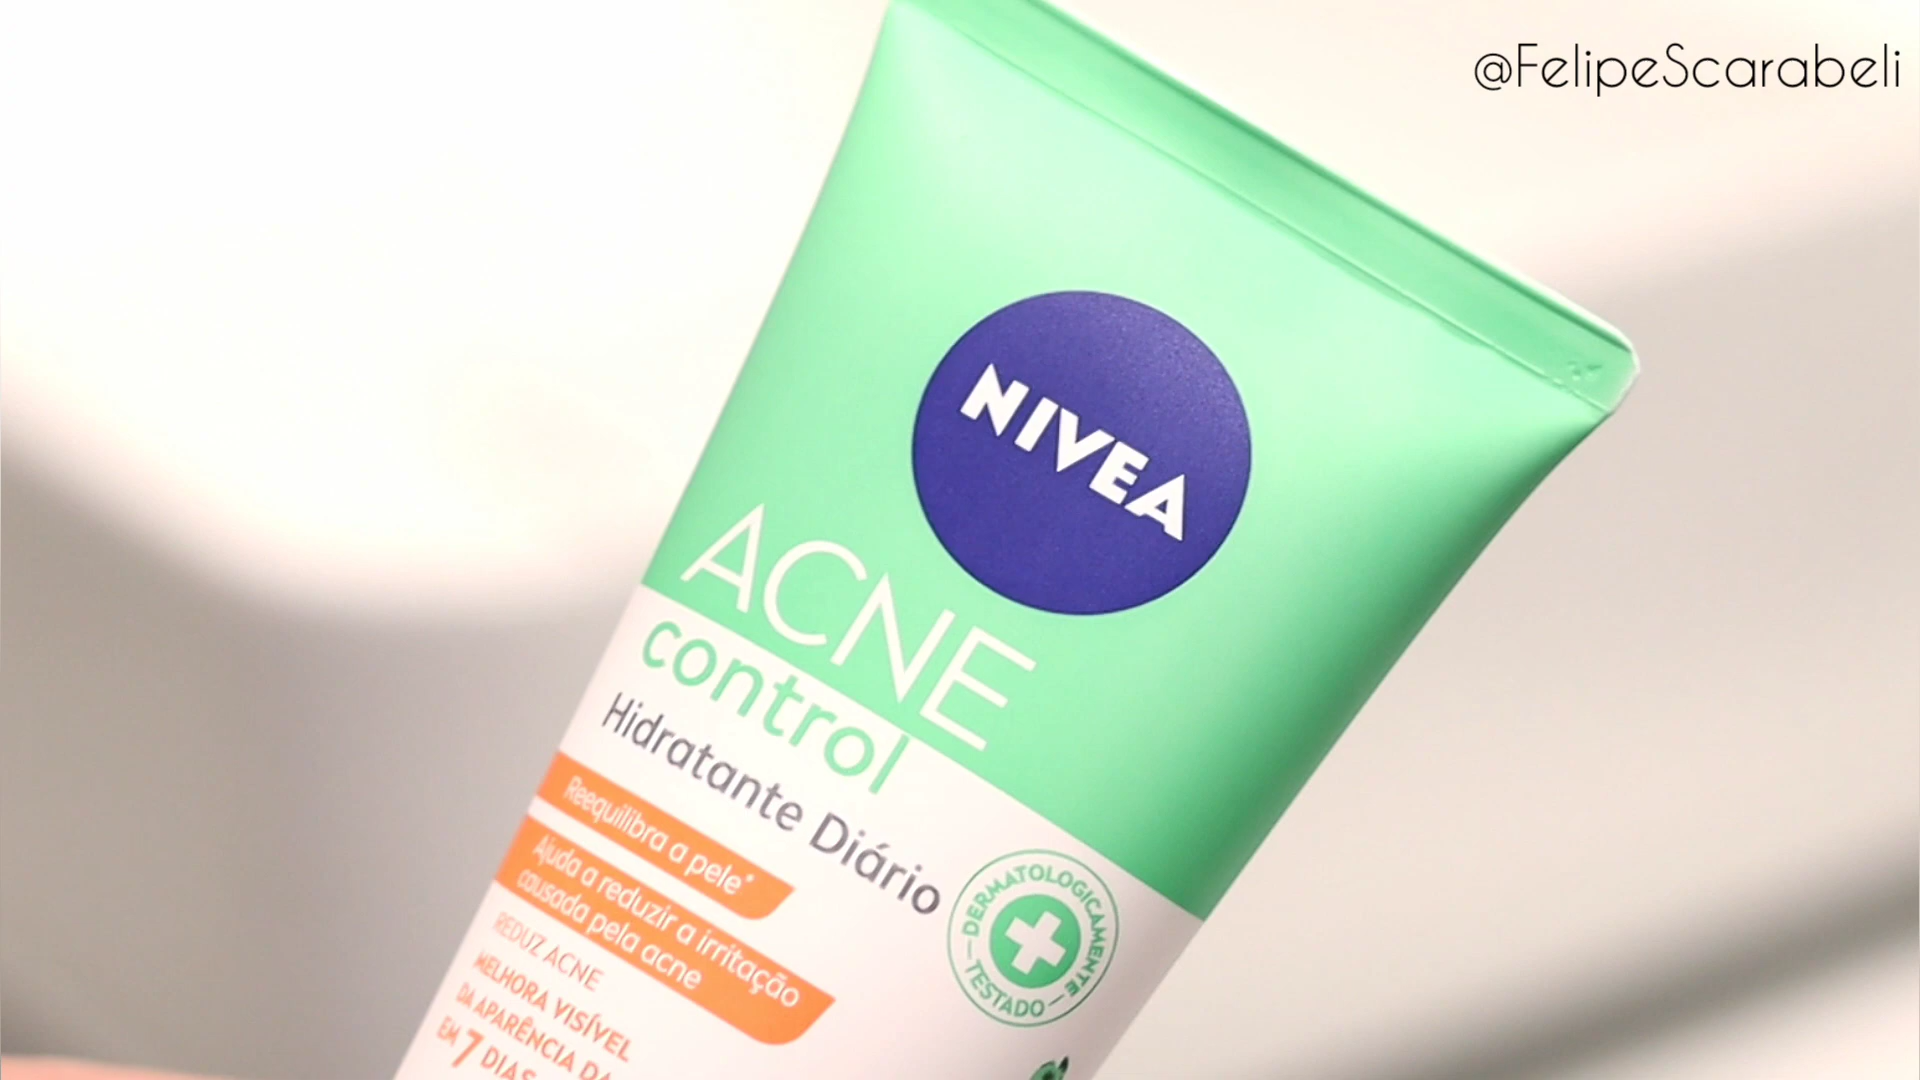 @FelipeScarabeli
NIVEA
ACNE
control
Hidratante Diário
Reequilibra a pele*
Ajuda a reduzir a irritação
causada pela acne
REDUZ ACNE
MELHORA VISÍVEL
DA APARÊNCIA DA
EM 7 DIAS
DERMATOLOGICAMENTE
TESTADO